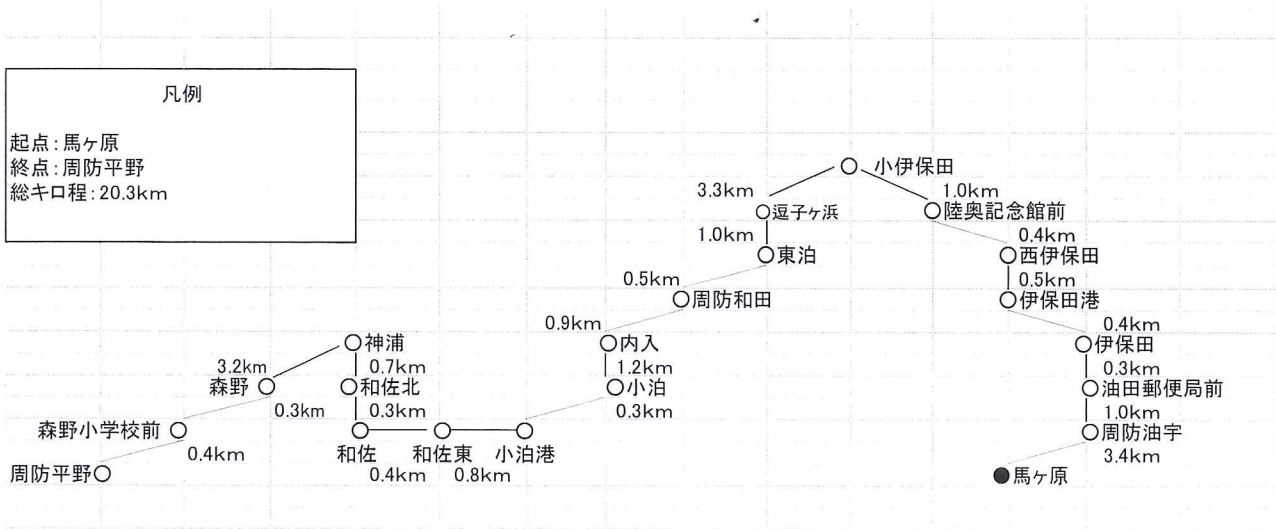 凡例
起点：馬ヶ原
終点：周防平野
総キロ程：20.3km
小伊保田
3.3km
1.0km
逗子ヶ浜
陸奥記念館前
1.0km
0.4km
東泊
西伊保田
0.5km
0.5km
周防和田
伊保田港
0.9km
0.4km
神浦
内入
伊保田
3.2km
0.7km
1.2km
0.3km
森野
和佐北
小泊
油田郵便局前
0.3km
0.3km
0.3km
1.0km
森野小学校前
周防油宇
0.4km
和佐
和佐東
小泊港
3.4km
周防平野
0.4km
0.8km
馬ヶ原